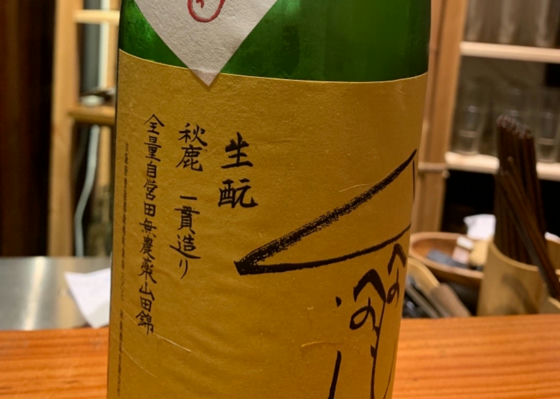 生酛
秋鹿 一貫造り
全量自営田無農薬山田錦